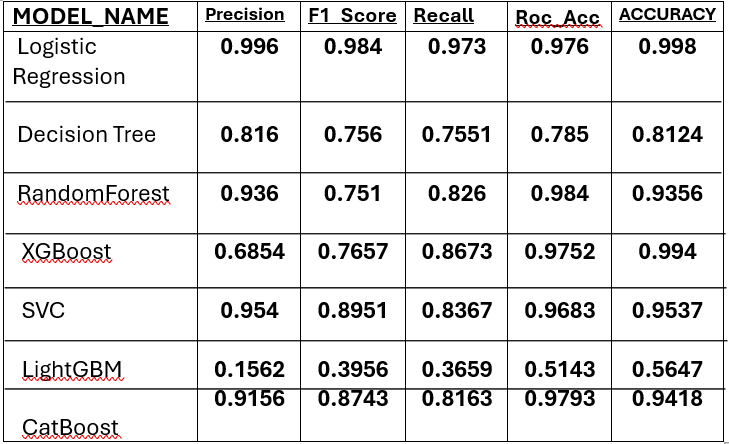 MODEL_NAME Precision F1_Score Recall Roc_Acc ACCURACY
Logistic Regression 0.996 0.984 0.973 0.976 0.998
Decision Tree 0.816 0.756 0.7551 0.785 0.8124
RandomForest 0.936 0.751 0.826 0.984 0.9356
XGBoost 0.6854 0.7657 0.8673 0.9752 0.994
SVC 0.954 0.8951 0.8367 0.9683 0.9537
LightGBM 0.1562 0.3956 0.3659 0.5143 0.5647
CatBoost 0.9156 0.8743 0.8163 0.9793 0.9418